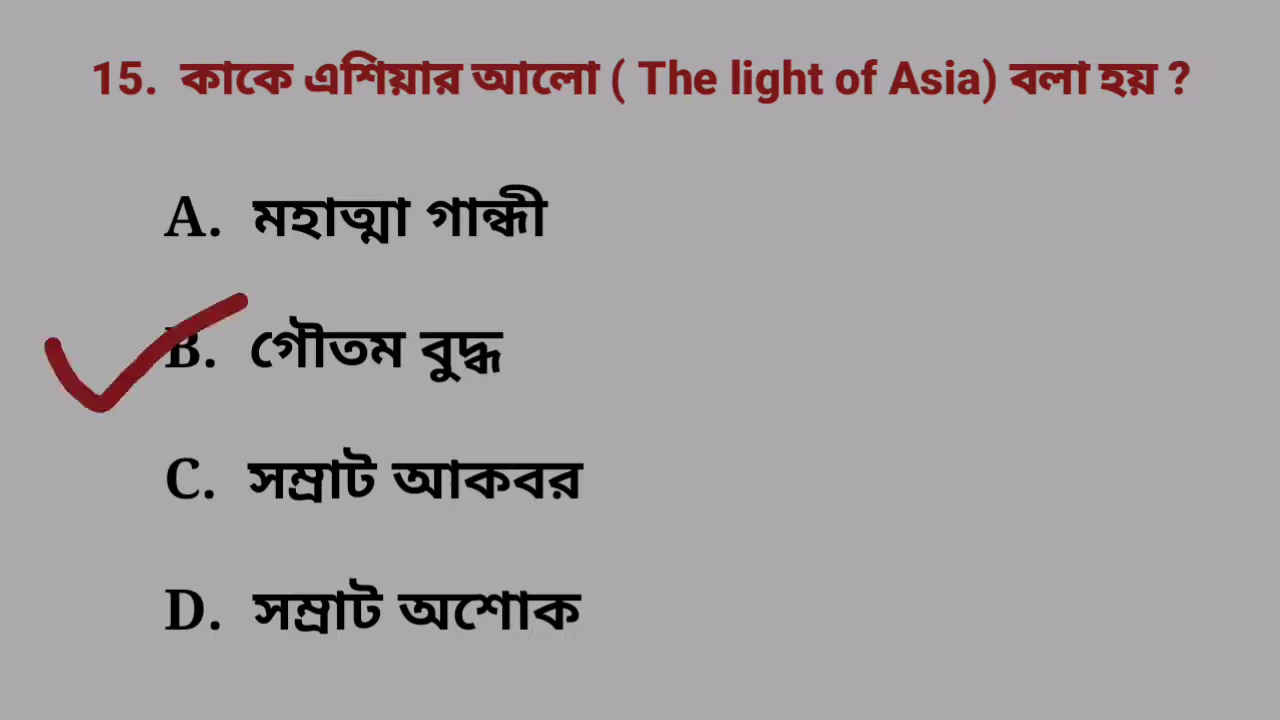 15. কাকে এশিয়ার আলো ( The light of Asia) বলা হয় ?
A. মহাত্মা গান্ধী
B. গৌতম বুদ্ধ
C. সম্রাট আকবর
D. সম্রাট অশোক